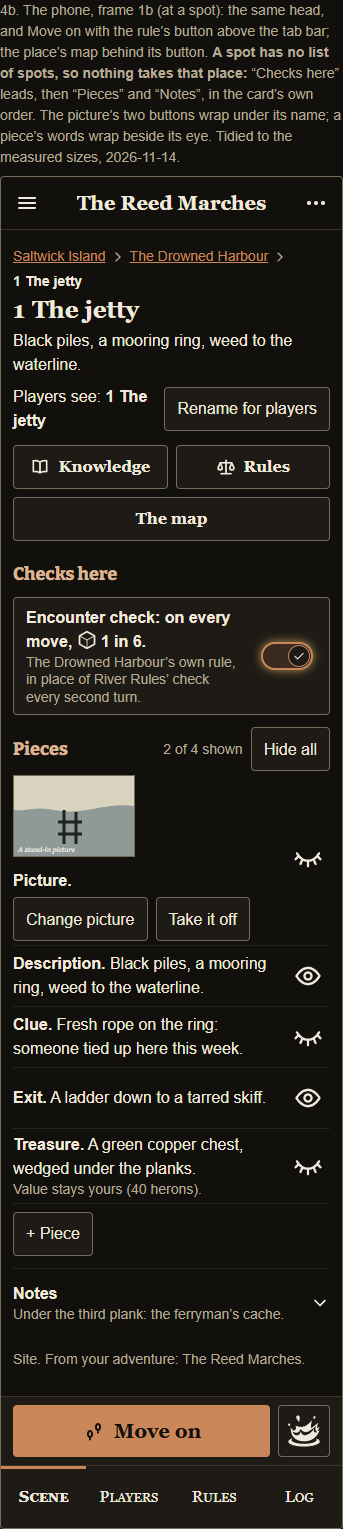 4b. The phone, frame 1b (at a spot): the same head,
and Move on with the rule's button above the tab bar;
the place's map behind its button. A spot has no list
of spots, so nothing takes that place: “Checks here”
leads, then “Pieces” and “Notes”, in the card's own
order. The picture's two buttons wrap under its name; a
piece's words wrap beside its eye. Tidied to the
measured sizes, 2026-11-14.
The Reed Marches
Saltwick Island > The Drowned Harbour >
1 The jetty
1 The jetty
Black piles, a mooring ring, weed to the
waterline.
Players see: 1 The
jetty
Rename for players
Knowledge
Rules
The map
Checks here
Encounter check: on every
move, 1 in 6.
The Drowned Harbour's own rule,
in place of River Rules' check
every second turn.
Pieces
2 of 4 shown
Hide all
A stand-in picture
Picture.
Change picture
Take it off
Description. Black piles, a mooring
ring, weed to the waterline.
Clue. Fresh rope on the ring:
someone tied up here this week.
Exit. A ladder down to a tarred skiff.
Treasure. A green copper chest,
wedged under the planks.
Value stays yours (40 herons).
+ Piece
Notes
Under the third plank: the ferryman's cache.
Site. From your adventure: The Reed Marches.
Move on
Scene
Players
Rules
Log